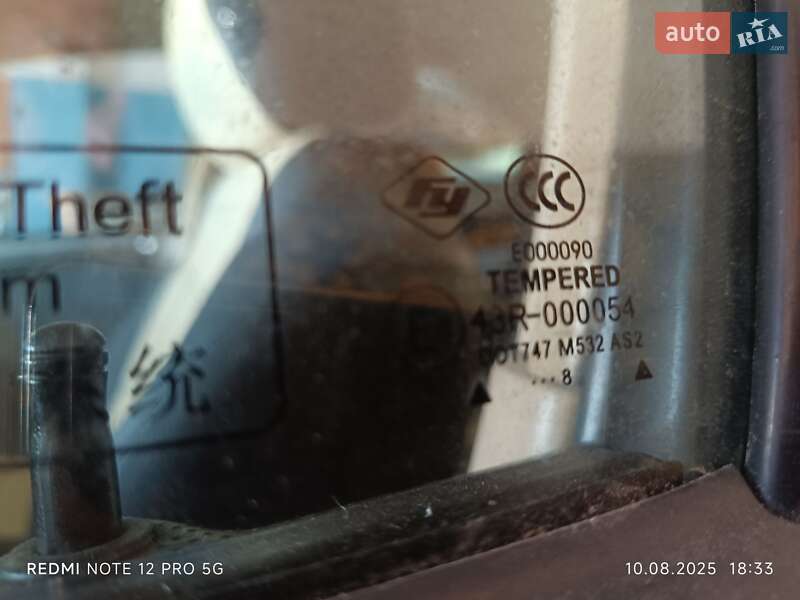 auto RIA .com
Theft
m
统
FY
CCC
E000090
TEMPERED
43R-000054
DOT747 M532 AS2
... 8
REDMI NOTE 12 PRO 5G
10.08.2025 18:33